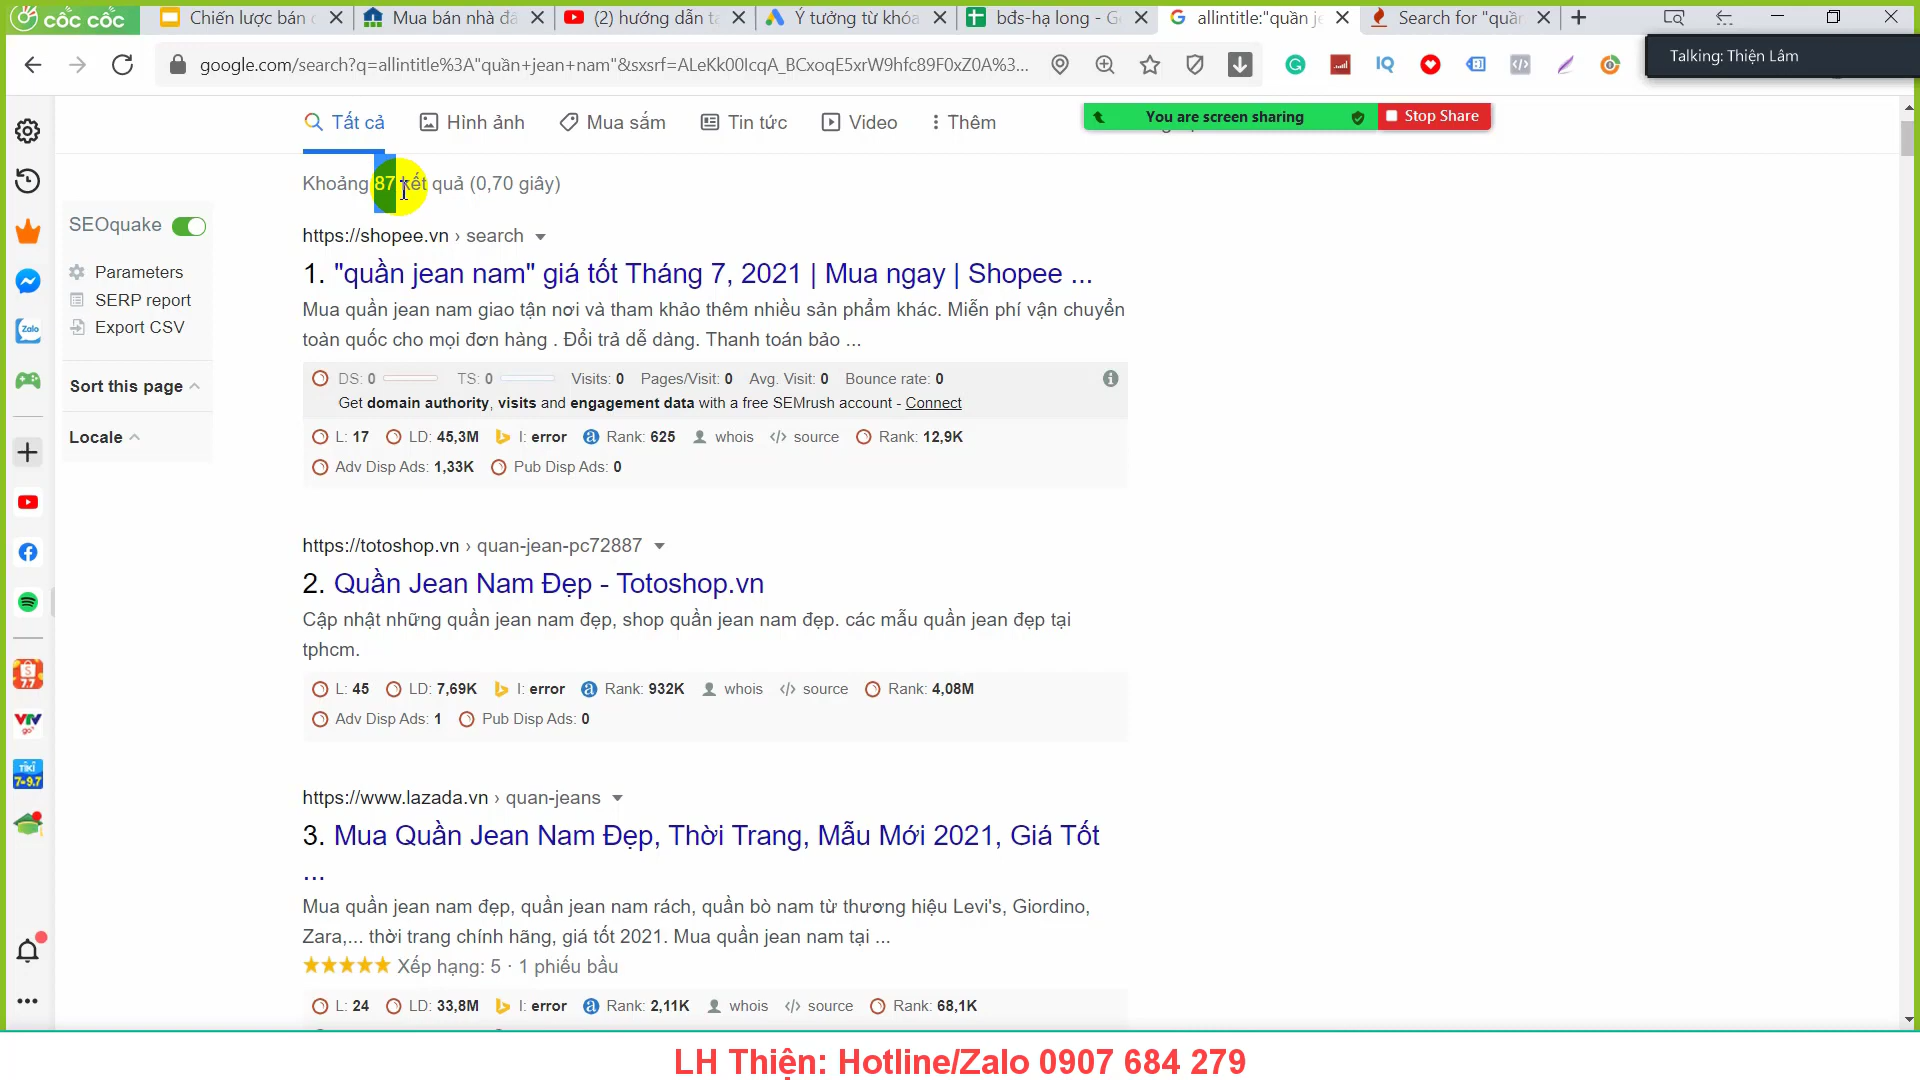 cốc cốc
Chiến lược bán
Mua bán nhà đấ
(2) hướng dẫn tạ
Ý tưởng từ khóa
bđs-hạ long - G
allintitle:"quần je
Search for "quần
google.com/search?q=allintitle%3A"quần+jean+nam"&sxsrf=ALeKk00IcqA_BCxoqE5xrW9hfc89F0xZ0A%3...
IQ
Talking: Thiện Lâm
Tất cả
Hình ảnh
Mua sắm
Tin tức
Video
Thêm
You are screen sharing
Stop Share
Khoảng 87 kết quả (0,70 giây)
SEOquake
Parameters
SERP report
Export CSV
Sort this page
Locale
https://shopee.vn › search
1. "quần jean nam" giá tốt Tháng 7, 2021 | Mua ngay | Shopee ...
Mua quần jean nam giao tận nơi và tham khảo thêm nhiều sản phẩm khác. Miễn phí vận chuyển
toàn quốc cho mọi đơn hàng . Đổi trả dễ dàng. Thanh toán bảo ...
DS: 0 TS: 0 Visits: 0 Pages/Visit: 0 Avg. Visit: 0 Bounce rate: 0
Get domain authority, visits and engagement data with a free SEMrush account - Connect
L: 17 LD: 45,3M I: error Rank: 625 whois source Rank: 12,9K
Adv Disp Ads: 1,33K Pub Disp Ads: 0
https://totoshop.vn › quan-jean-pc72887
2. Quần Jean Nam Đẹp - Totoshop.vn
Cập nhật những quần jean nam đẹp, shop quần jean nam đẹp. các mẫu quần jean đẹp tại
tphcm.
L: 45 LD: 7,69K I: error Rank: 932K whois source Rank: 4,08M
Adv Disp Ads: 1 Pub Disp Ads: 0
https://www.lazada.vn › quan-jeans
3. Mua Quần Jean Nam Đẹp, Thời Trang, Mẫu Mới 2021, Giá Tốt
...
Mua quần jean nam đẹp, quần jean nam rách, quần bò nam từ thương hiệu Levi's, Giordino,
Zara,... thời trang chính hãng, giá tốt 2021. Mua quần jean nam tại ...
Xếp hạng: 5 · 1 phiếu bầu
L: 24 LD: 33,8M I: error Rank: 2,11K whois source Rank: 68,1K
Zalo
7.7
VTV
go
TIKI
7-9.7
LH Thiện: Hotline/Zalo 0907 684 279